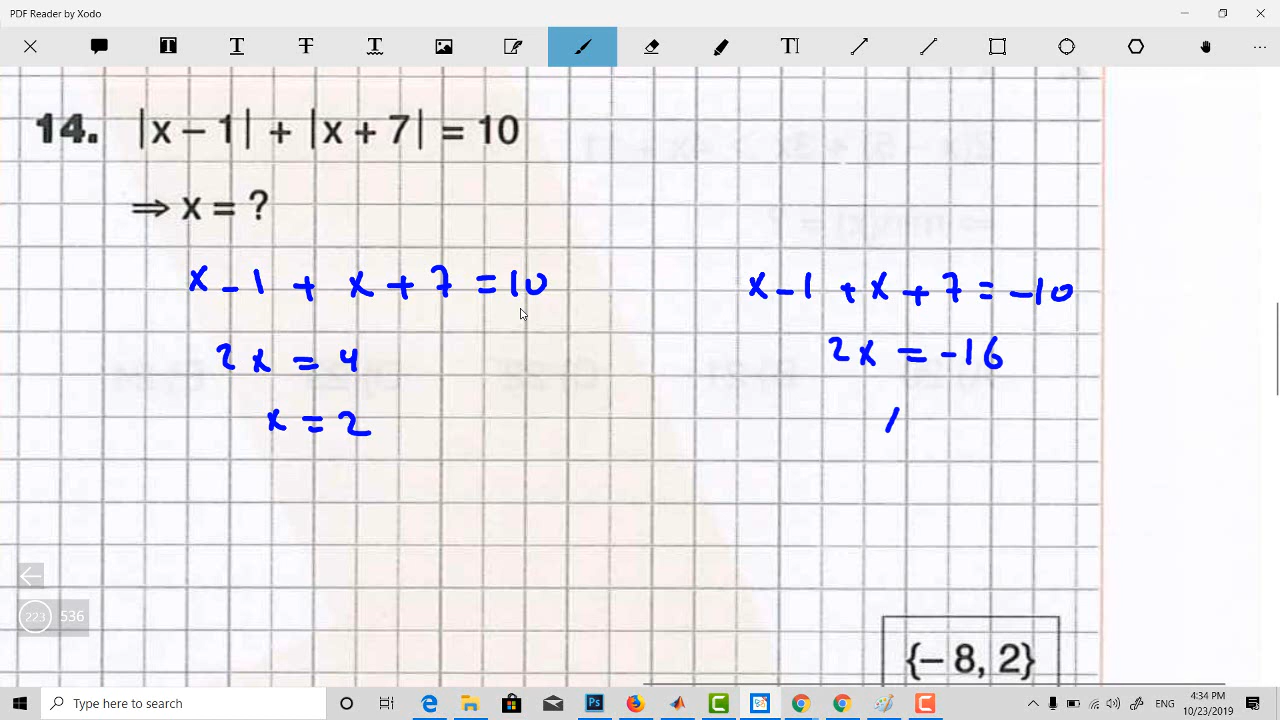 PDF Reader by Xodo
14. |x – 1| + |x + 7| = 10
⇒ x = ?
x - 1 + x + 7 = 10
x - 1 + x + 7 = -10
2x = 4
2x = -16
x = 2
{– 8, 2}
223 536
Type here to search
ENG
4:34 PM
10/23/2019